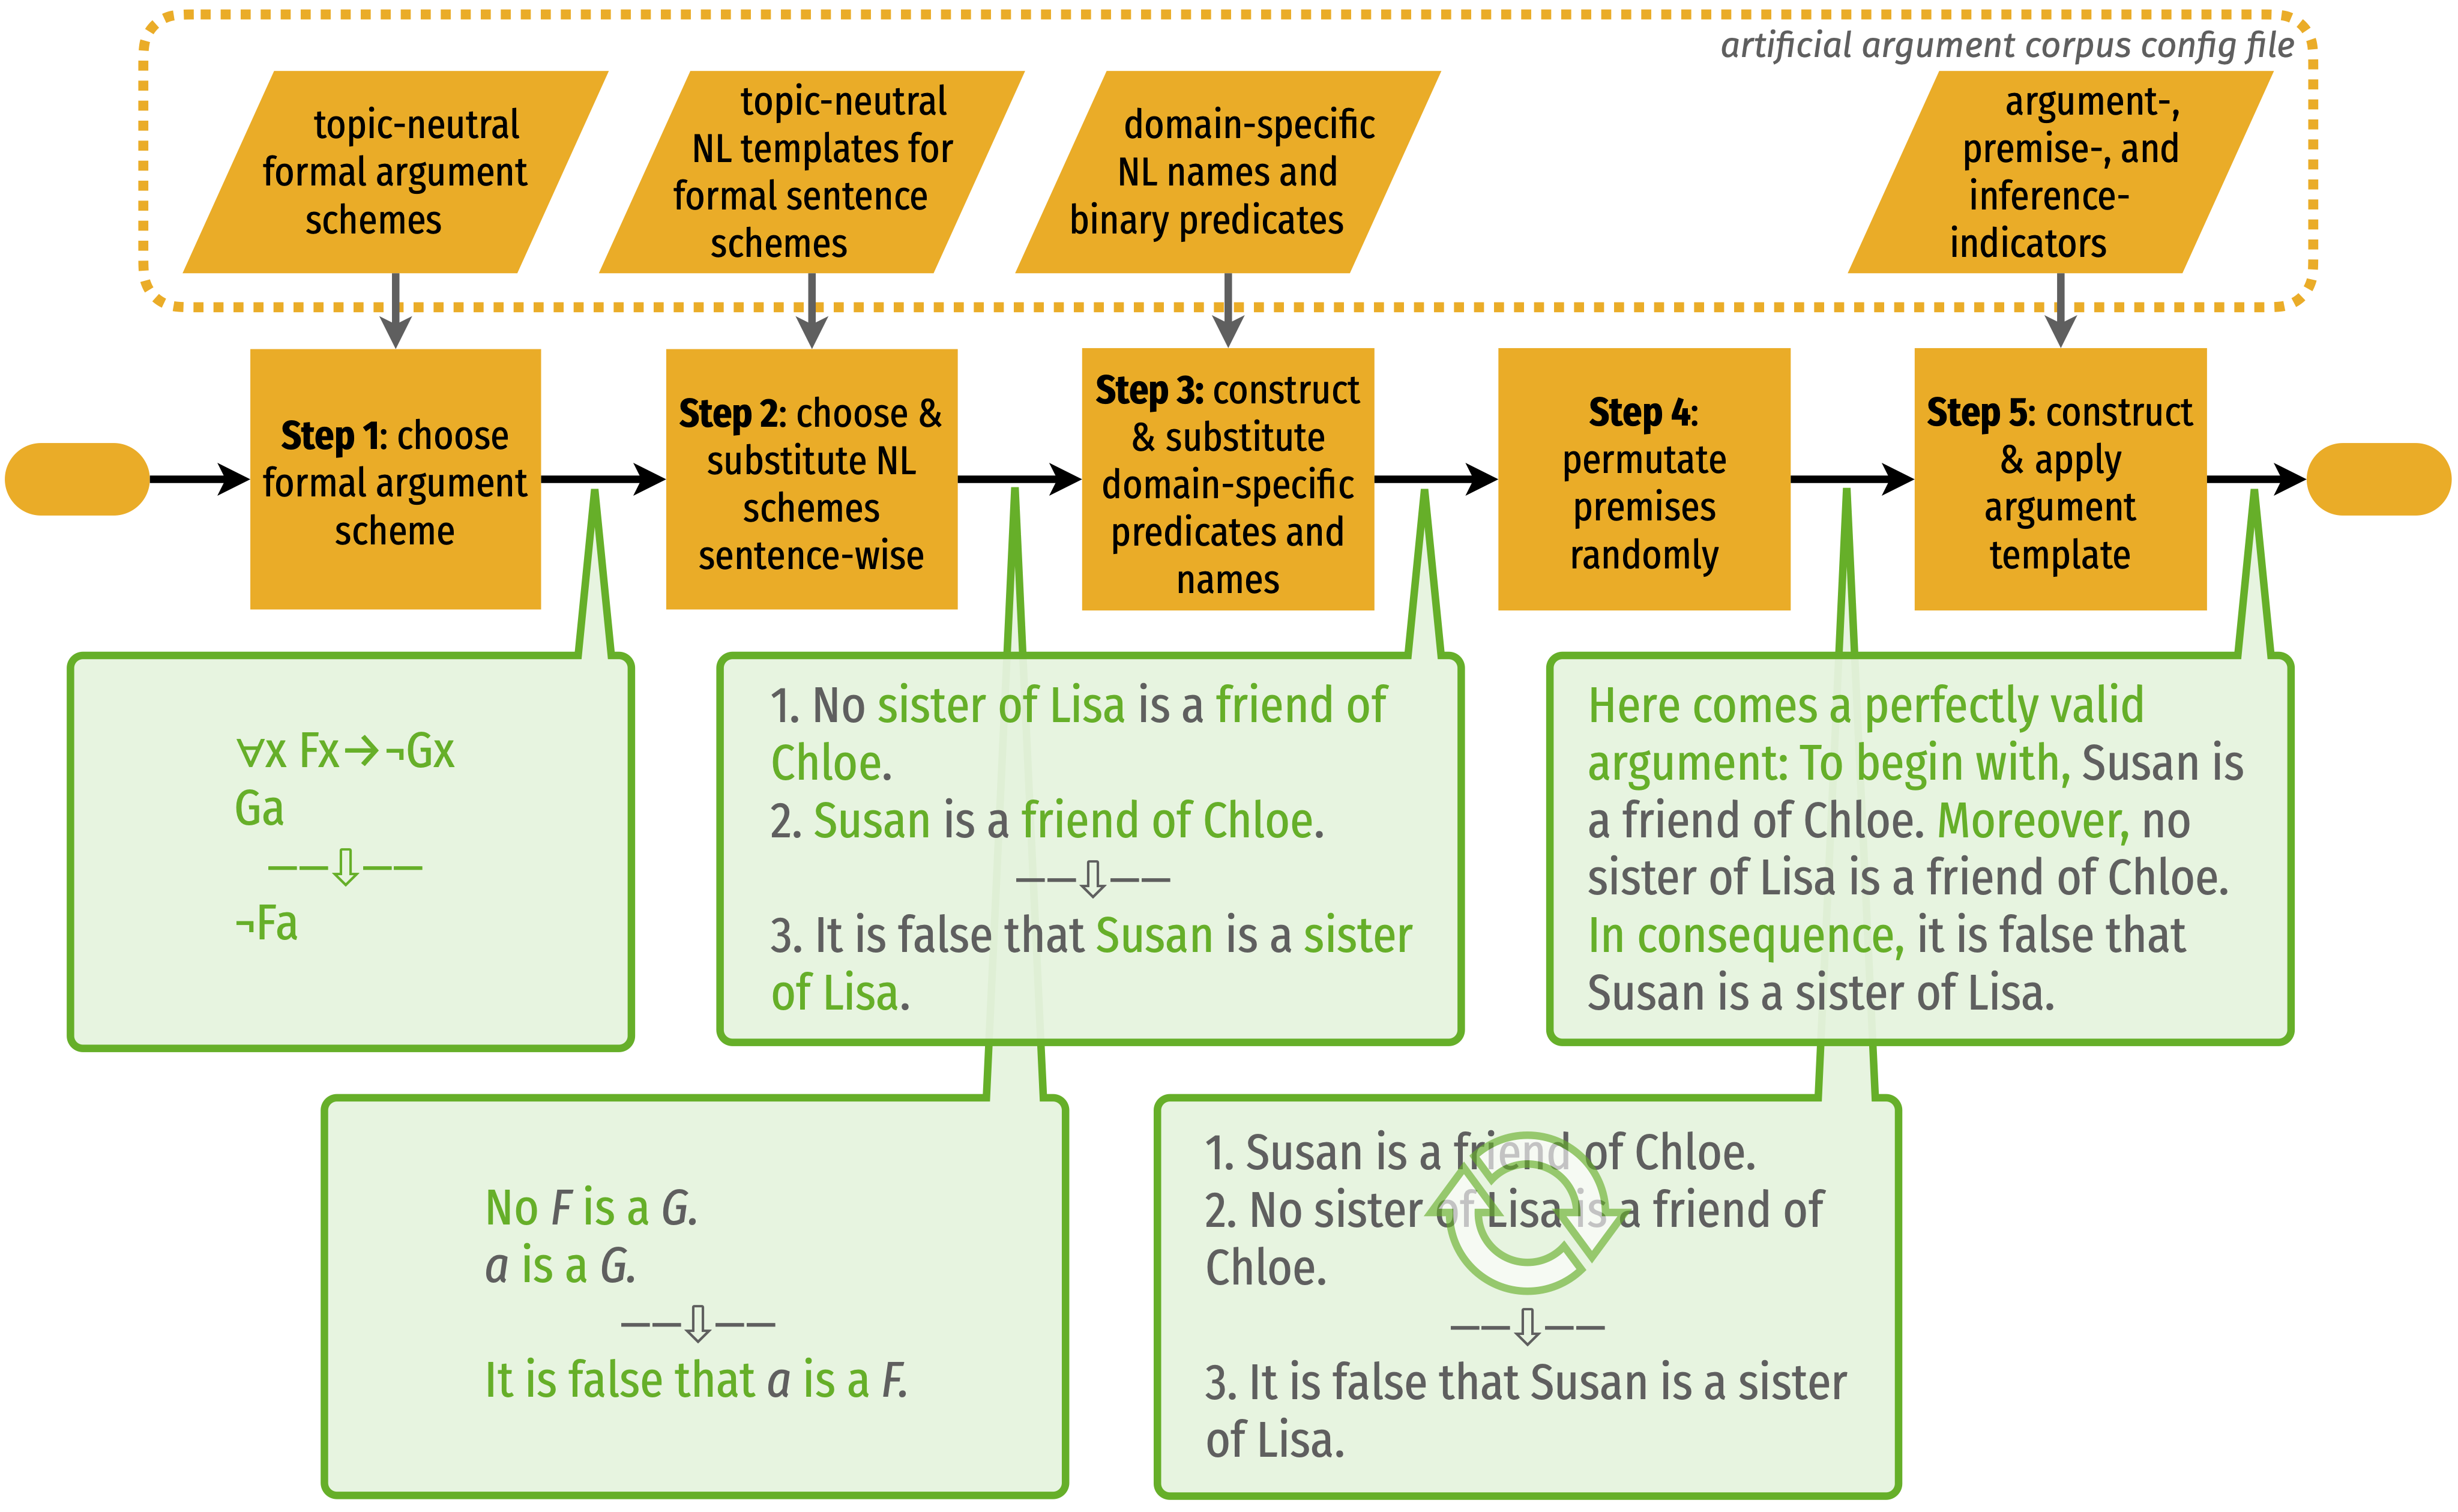 artificial argument corpus config file
topic-neutral
formal argument
schemes
topic-neutral
NL templates for
formal sentence
schemes
domain-specific
NL names and
binary predicates
argument-,
premise-, and
inference-
indicators
Step 1: choose
formal argument
scheme
Step 2: choose &
substitute NL
schemes
sentence-wise
Step 3: construct
& substitute
domain-specific
predicates and
names
Step 4:
permutate
premises
randomly
Step 5: construct
& apply
argument
template
∀x Fx→¬Gx
Ga
——⇩——
¬Fa
1. No sister of Lisa is a friend of
Chloe.
2. Susan is a friend of Chloe.
——⇩——
3. It is false that Susan is a sister
of Lisa.
Here comes a perfectly valid
argument: To begin with, Susan is
a friend of Chloe. Moreover, no
sister of Lisa is a friend of Chloe.
In consequence, it is false that
Susan is a sister of Lisa.
No F is a G.
a is a G.
——⇩——
It is false that a is a F.
1. Susan is a friend of Chloe.
2. No sister of Lisa is a friend of
Chloe.
——⇩——
3. It is false that Susan is a sister
of Lisa.